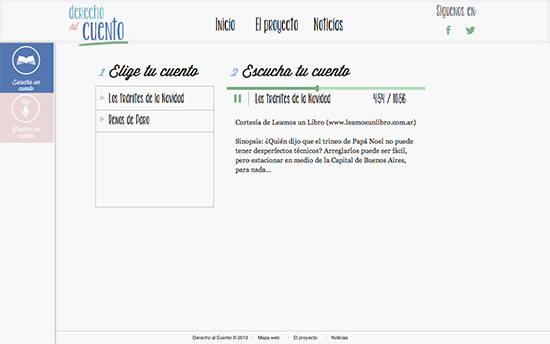 derecho
al cuento
Inicio El proyecto Noticias
Síguenos en:
Escucha un
cuento
Grabar un
cuento
1 Elige tu cuento
Los trámites de la Navidad
Renos de Paro
2 Escucha tu cuento
Los trámites de la Navidad 4:54 / 10:56
Cortesía de Leamos un Libro (www.leamosunlibro.com.ar)
Sinopsis: ¿Quién dijo que el trineo de Papá Noel no puede
tener desperfectos técnicos? Arreglarlos puede ser fácil,
pero estacionar en medio de la Capital de Buenos Aires,
para nada...
Derecho al Cuento © 2013 - Mapa web - El proyecto - Noticias